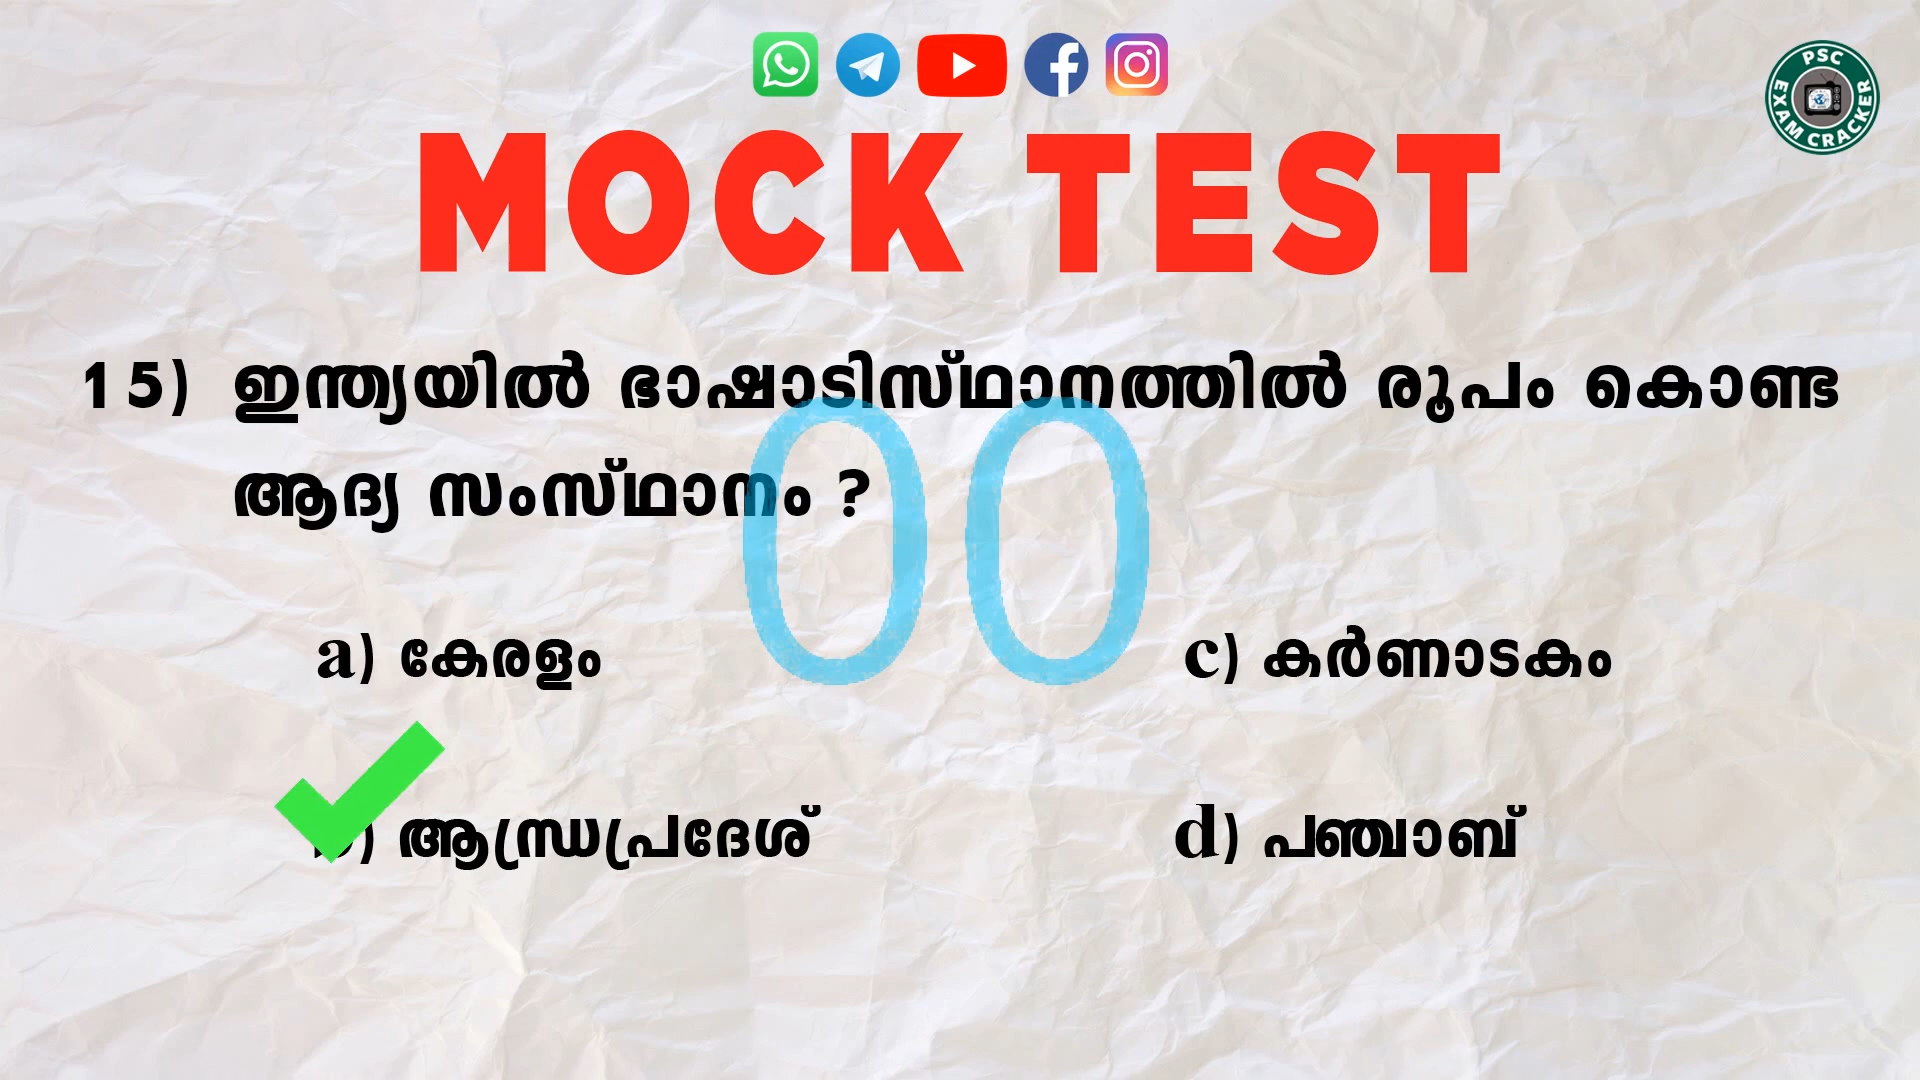 PSC EXAM CRACKER
MOCK TEST
15) ഇന്ത്യയിൽ ഭാഷാടിസ്ഥാനത്തിൽ രൂപം കൊണ്ട
ആദ്യ സംസ്ഥാനം ?
00
a) കേരളം
c) കർണാടകം
b) ആന്ധ്രപ്രദേശ്
d) പഞ്ചാബ്